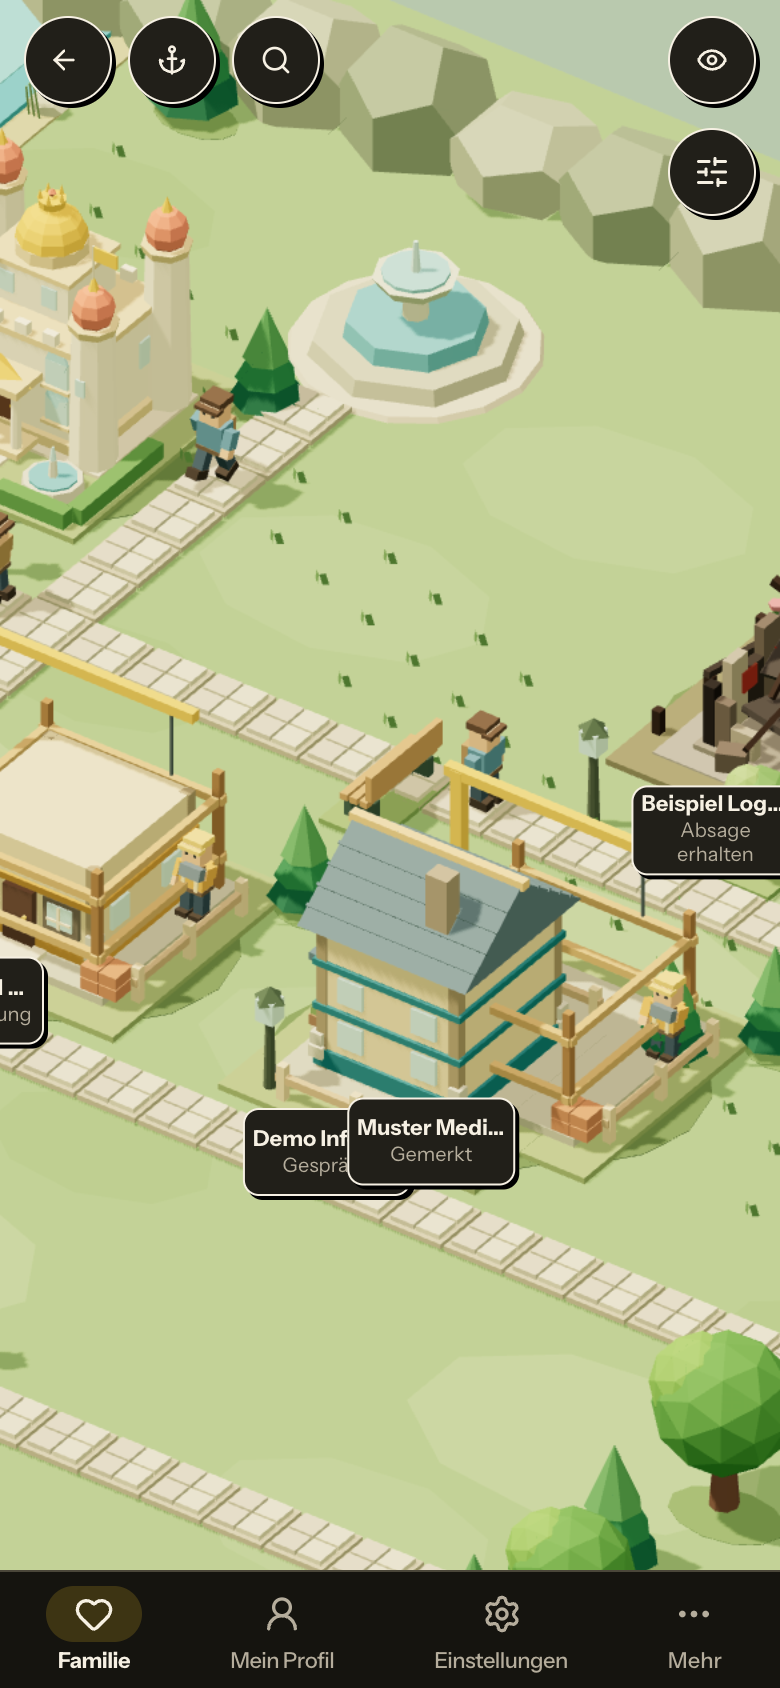 Beispiel Log...
Absage
erhalten
...
ung
Demo Inf
Gesprä
Muster Medi...
Gemerkt
Familie
Mein Profil
Einstellungen
Mehr